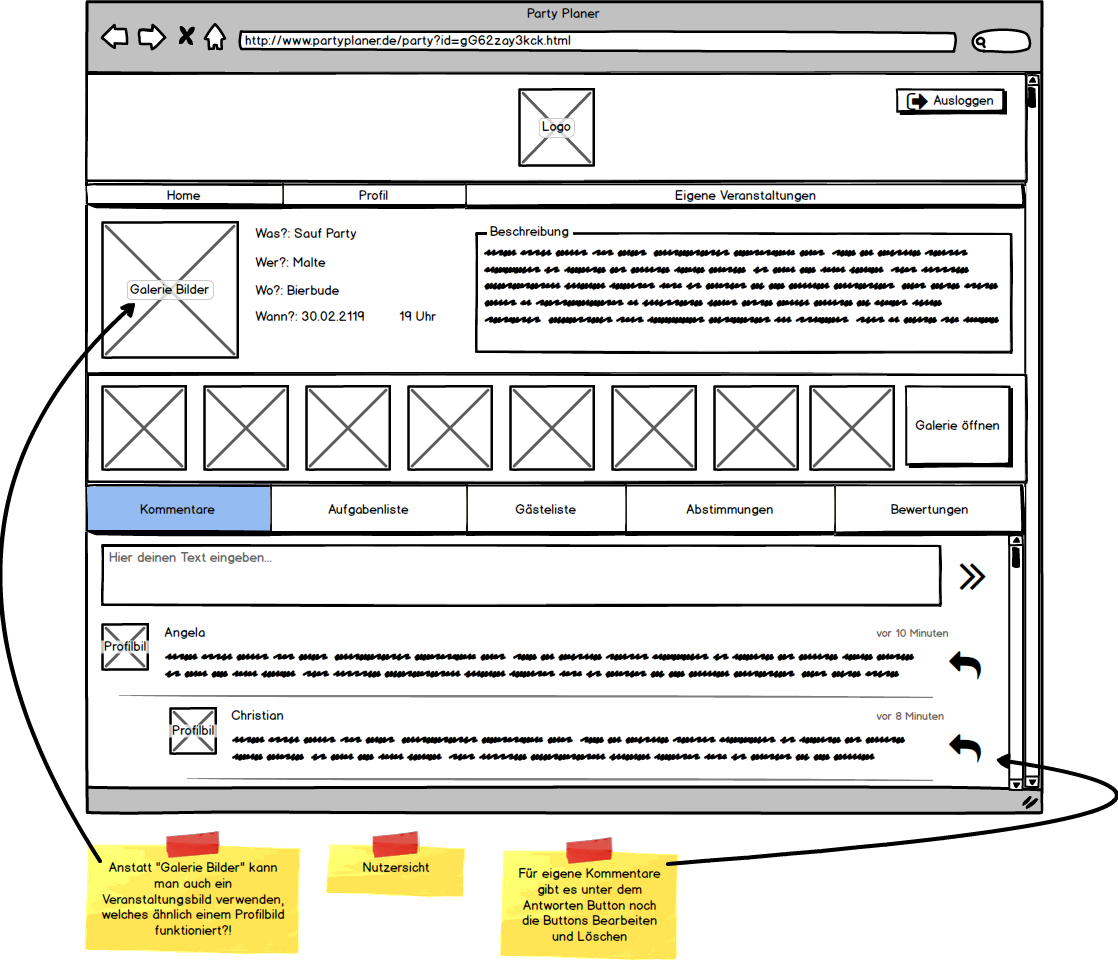 Party Planer
http://www.partyplaner.de/party?id=gG62zay3kck.html
Logo
Ausloggen
Home
Profil
Eigene Veranstaltungen
Galerie Bilder
Was?: Sauf Party
Wer?: Malte
Wo?: Bierbude
Wann?: 30.02.2119 19 Uhr
Beschreibung
Galerie öffnen
Kommentare
Aufgabenliste
Gästeliste
Abstimmungen
Bewertungen
Hier deinen Text eingeben...
Profilbil
Angela
vor 10 Minuten
Profilbil
Christian
vor 8 Minuten
Anstatt "Galerie Bilder" kann
man auch ein
Veranstaltungsbild verwenden,
welches ähnlich einem Profilbild
funktioniert?!
Nutzersicht
Für eigene Kommentare
gibt es unter dem
Antworten Button noch
die Buttons Bearbeiten
und Löschen